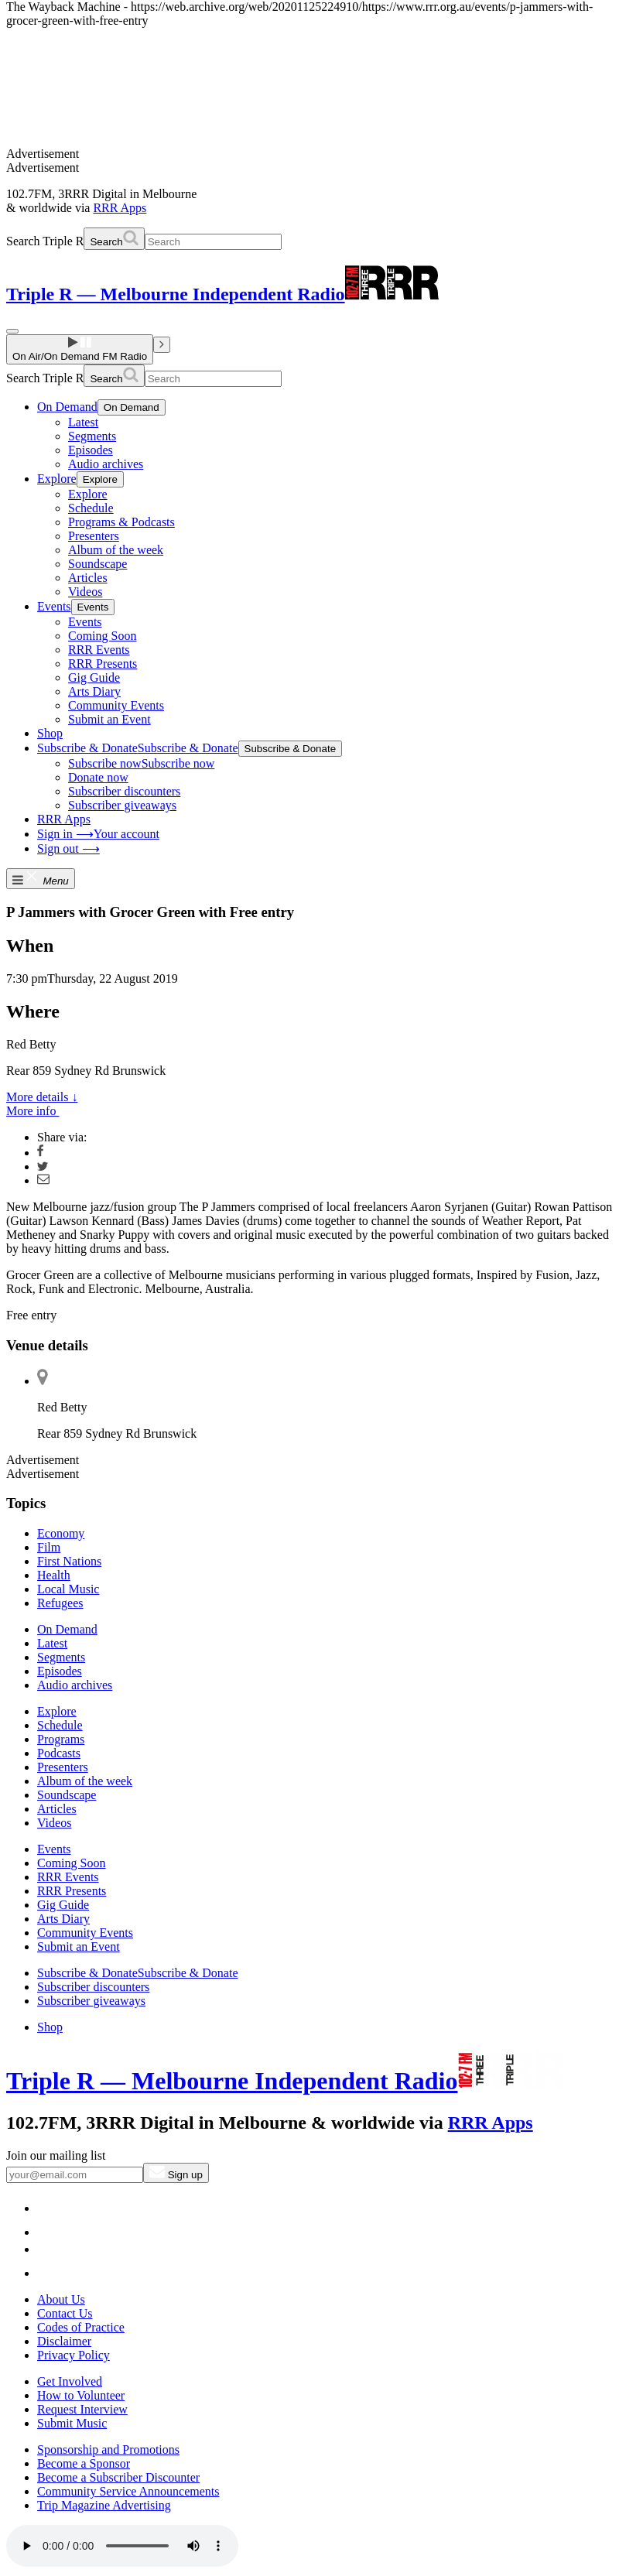 The Wayback Machine - https://web.archive.org/web/20201125224910/https://www.rrr.org.au/events/p-jammers-with-
grocer-green-with-free-entry
Advertisement
Advertisement
102.7FM, 3RRR Digital in Melbourne
& worldwide via RRR Apps
Search Triple R Search Search
Triple R — Melbourne Independent Radio 102·7 FM THREE TRIPLE RRR
On Air/On Demand FM Radio
Search Triple R Search Search
On Demand On Demand
Latest
Segments
Episodes
Audio archives
Explore Explore
Explore
Schedule
Programs & Podcasts
Presenters
Album of the week
Soundscape
Articles
Videos
Events Events
Events
Coming Soon
RRR Events
RRR Presents
Gig Guide
Arts Diary
Community Events
Submit an Event
Shop
Subscribe & DonateSubscribe & Donate Subscribe & Donate
Subscribe nowSubscribe now
Donate now
Subscriber discounters
Subscriber giveaways
RRR Apps
Sign in ⟶Your account
Sign out ⟶
Menu
P Jammers with Grocer Green with Free entry
When
7:30 pmThursday, 22 August 2019
Where
Red Betty
Rear 859 Sydney Rd Brunswick
More details ↓
More info
Share via:
New Melbourne jazz/fusion group The P Jammers comprised of local freelancers Aaron Syrjanen (Guitar) Rowan Pattison
(Guitar) Lawson Kennard (Bass) James Davies (drums) come together to channel the sounds of Weather Report, Pat
Metheney and Snarky Puppy with covers and original music executed by the powerful combination of two guitars backed
by heavy hitting drums and bass.
Grocer Green are a collective of Melbourne musicians performing in various plugged formats, Inspired by Fusion, Jazz,
Rock, Funk and Electronic. Melbourne, Australia.
Free entry
Venue details
Red Betty
Rear 859 Sydney Rd Brunswick
Advertisement
Advertisement
Topics
Economy
Film
First Nations
Health
Local Music
Refugees
On Demand
Latest
Segments
Episodes
Audio archives
Explore
Schedule
Programs
Podcasts
Presenters
Album of the week
Soundscape
Articles
Videos
Events
Coming Soon
RRR Events
RRR Presents
Gig Guide
Arts Diary
Community Events
Submit an Event
Subscribe & DonateSubscribe & Donate
Subscriber discounters
Subscriber giveaways
Shop
Triple R — Melbourne Independent Radio 102·7 FM THREE TRIPLE
102.7FM, 3RRR Digital in Melbourne & worldwide via RRR Apps
Join our mailing list
your@email.com Sign up
About Us
Contact Us
Codes of Practice
Disclaimer
Privacy Policy
Get Involved
How to Volunteer
Request Interview
Submit Music
Sponsorship and Promotions
Become a Sponsor
Become a Subscriber Discounter
Community Service Announcements
Trip Magazine Advertising
0:00 / 0:00